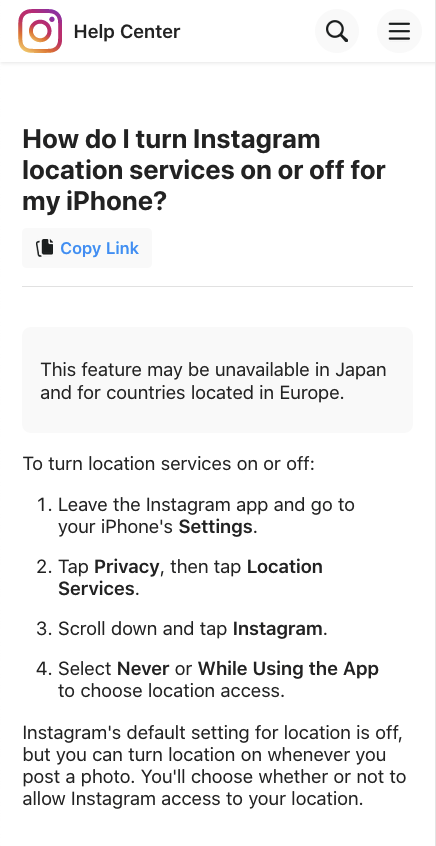 Help Center
How do I turn Instagram
location services on or off for
my iPhone?
Copy Link
This feature may be unavailable in Japan
and for countries located in Europe.
To turn location services on or off:
1. Leave the Instagram app and go to
your iPhone's Settings.
2. Tap Privacy, then tap Location
Services.
3. Scroll down and tap Instagram.
4. Select Never or While Using the App
to choose location access.
Instagram's default setting for location is off,
but you can turn location on whenever you
post a photo. You'll choose whether or not to
allow Instagram access to your location.